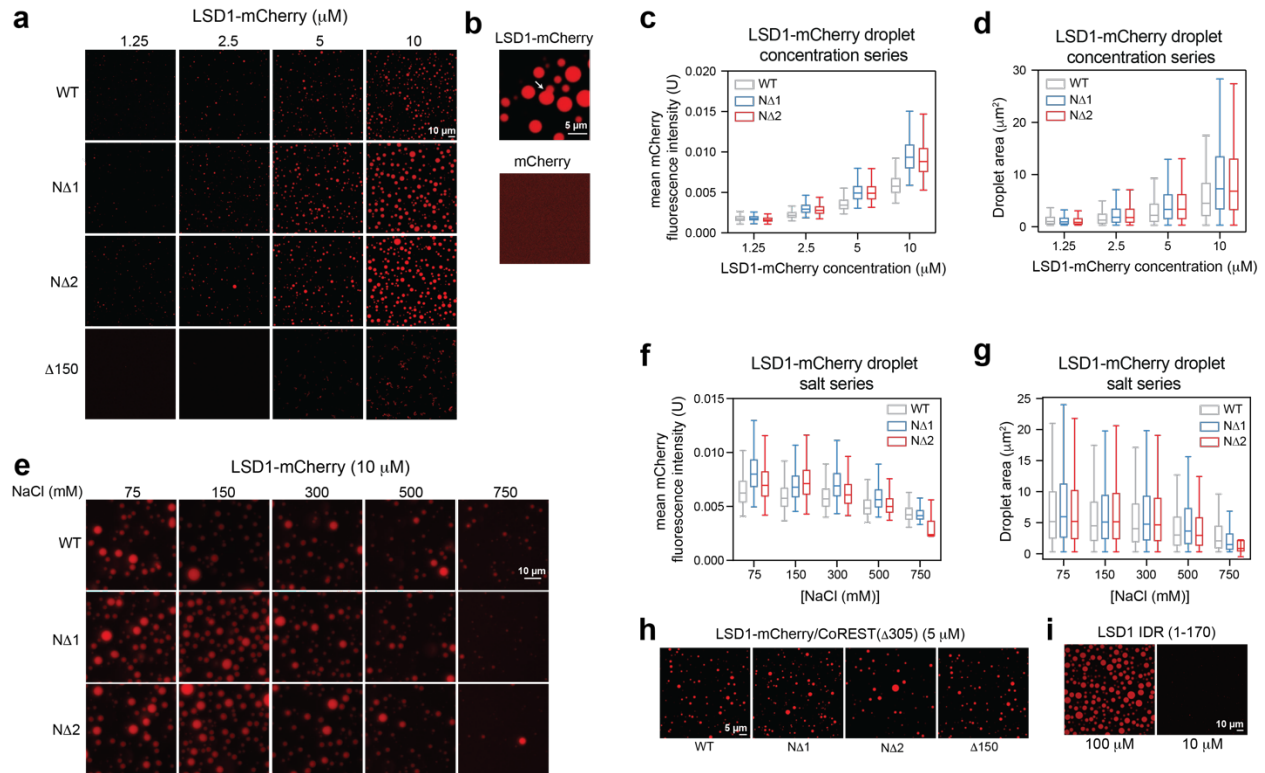 a
LSD1-mCherry (μM)
1.25 2.5 5 10
WT
10 μm
NΔ1
NΔ2
Δ150
b
LSD1-mCherry
5 μm
mCherry
c
LSD1-mCherry droplet
concentration series
mean mCherry
fluorescence intensity (U)
0.020
0.015
0.010
0.005
0.000
WT
NΔ1
NΔ2
1.25 2.5 5 10
LSD1-mCherry concentration (μM)
d
LSD1-mCherry droplet
concentration series
Droplet area (μm²)
30
20
10
0
WT
NΔ1
NΔ2
1.25 2.5 5 10
LSD1-mCherry concentration (μM)
e
LSD1-mCherry (10 μM)
NaCl (mM) 75 150 300 500 750
WT
10 μm
NΔ1
NΔ2
f
LSD1-mCherry droplet
salt series
mean mCherry
fluorescence intensity (U)
0.015
0.010
0.005
0.000
WT
NΔ1
NΔ2
75 150 300 500 750
[NaCl (mM)]
g
LSD1-mCherry droplet
salt series
Droplet area (μm²)
25
20
15
10
5
0
WT
NΔ1
NΔ2
75 150 300 500 750
[NaCl (mM)]
h
LSD1-mCherry/CoREST(Δ305) (5 μM)
5 μm
WT NΔ1 NΔ2 Δ150
i
LSD1 IDR (1-170)
10 μm
100 μM 10 μM